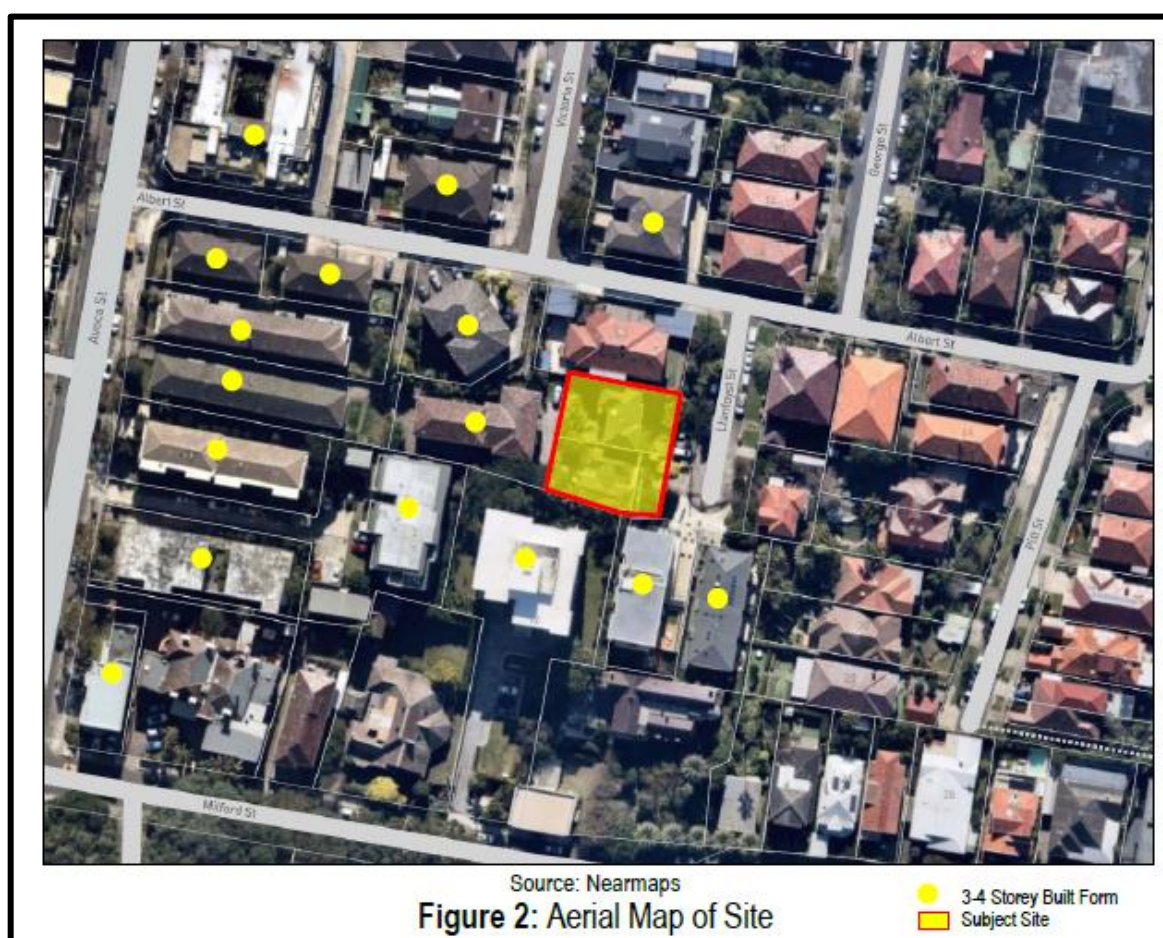 Victoria St
George St
Albert St
Avoca St
Albert St
Llanfoyst St
Pitt St
Milford St
28
Source: Nearmaps
Figure 2: Aerial Map of Site
3-4 Storey Built Form
Subject Site